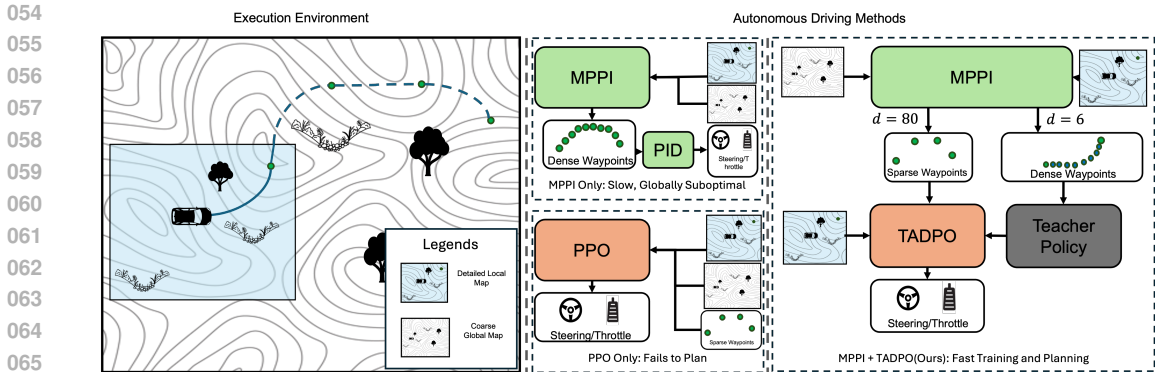 054
055
056
057
058
059
060
061
062
063
064
065
Execution Environment
Legends
Detailed Local
Map
Coarse
Global Map
Autonomous Driving Methods
MPPI
Dense Waypoints
PID
Steering/T
hrottle
MPPI Only: Slow, Globally Suboptimal
PPO
Steering/Throttle
Sparse Waypoints
PPO Only: Fails to Plan
MPPI
d = 80
d = 6
Sparse Waypoints
Dense Waypoints
TADPO
Teacher
Policy
Steering/Throttle
MPPI + TADPO(Ours): Fast Training and Planning